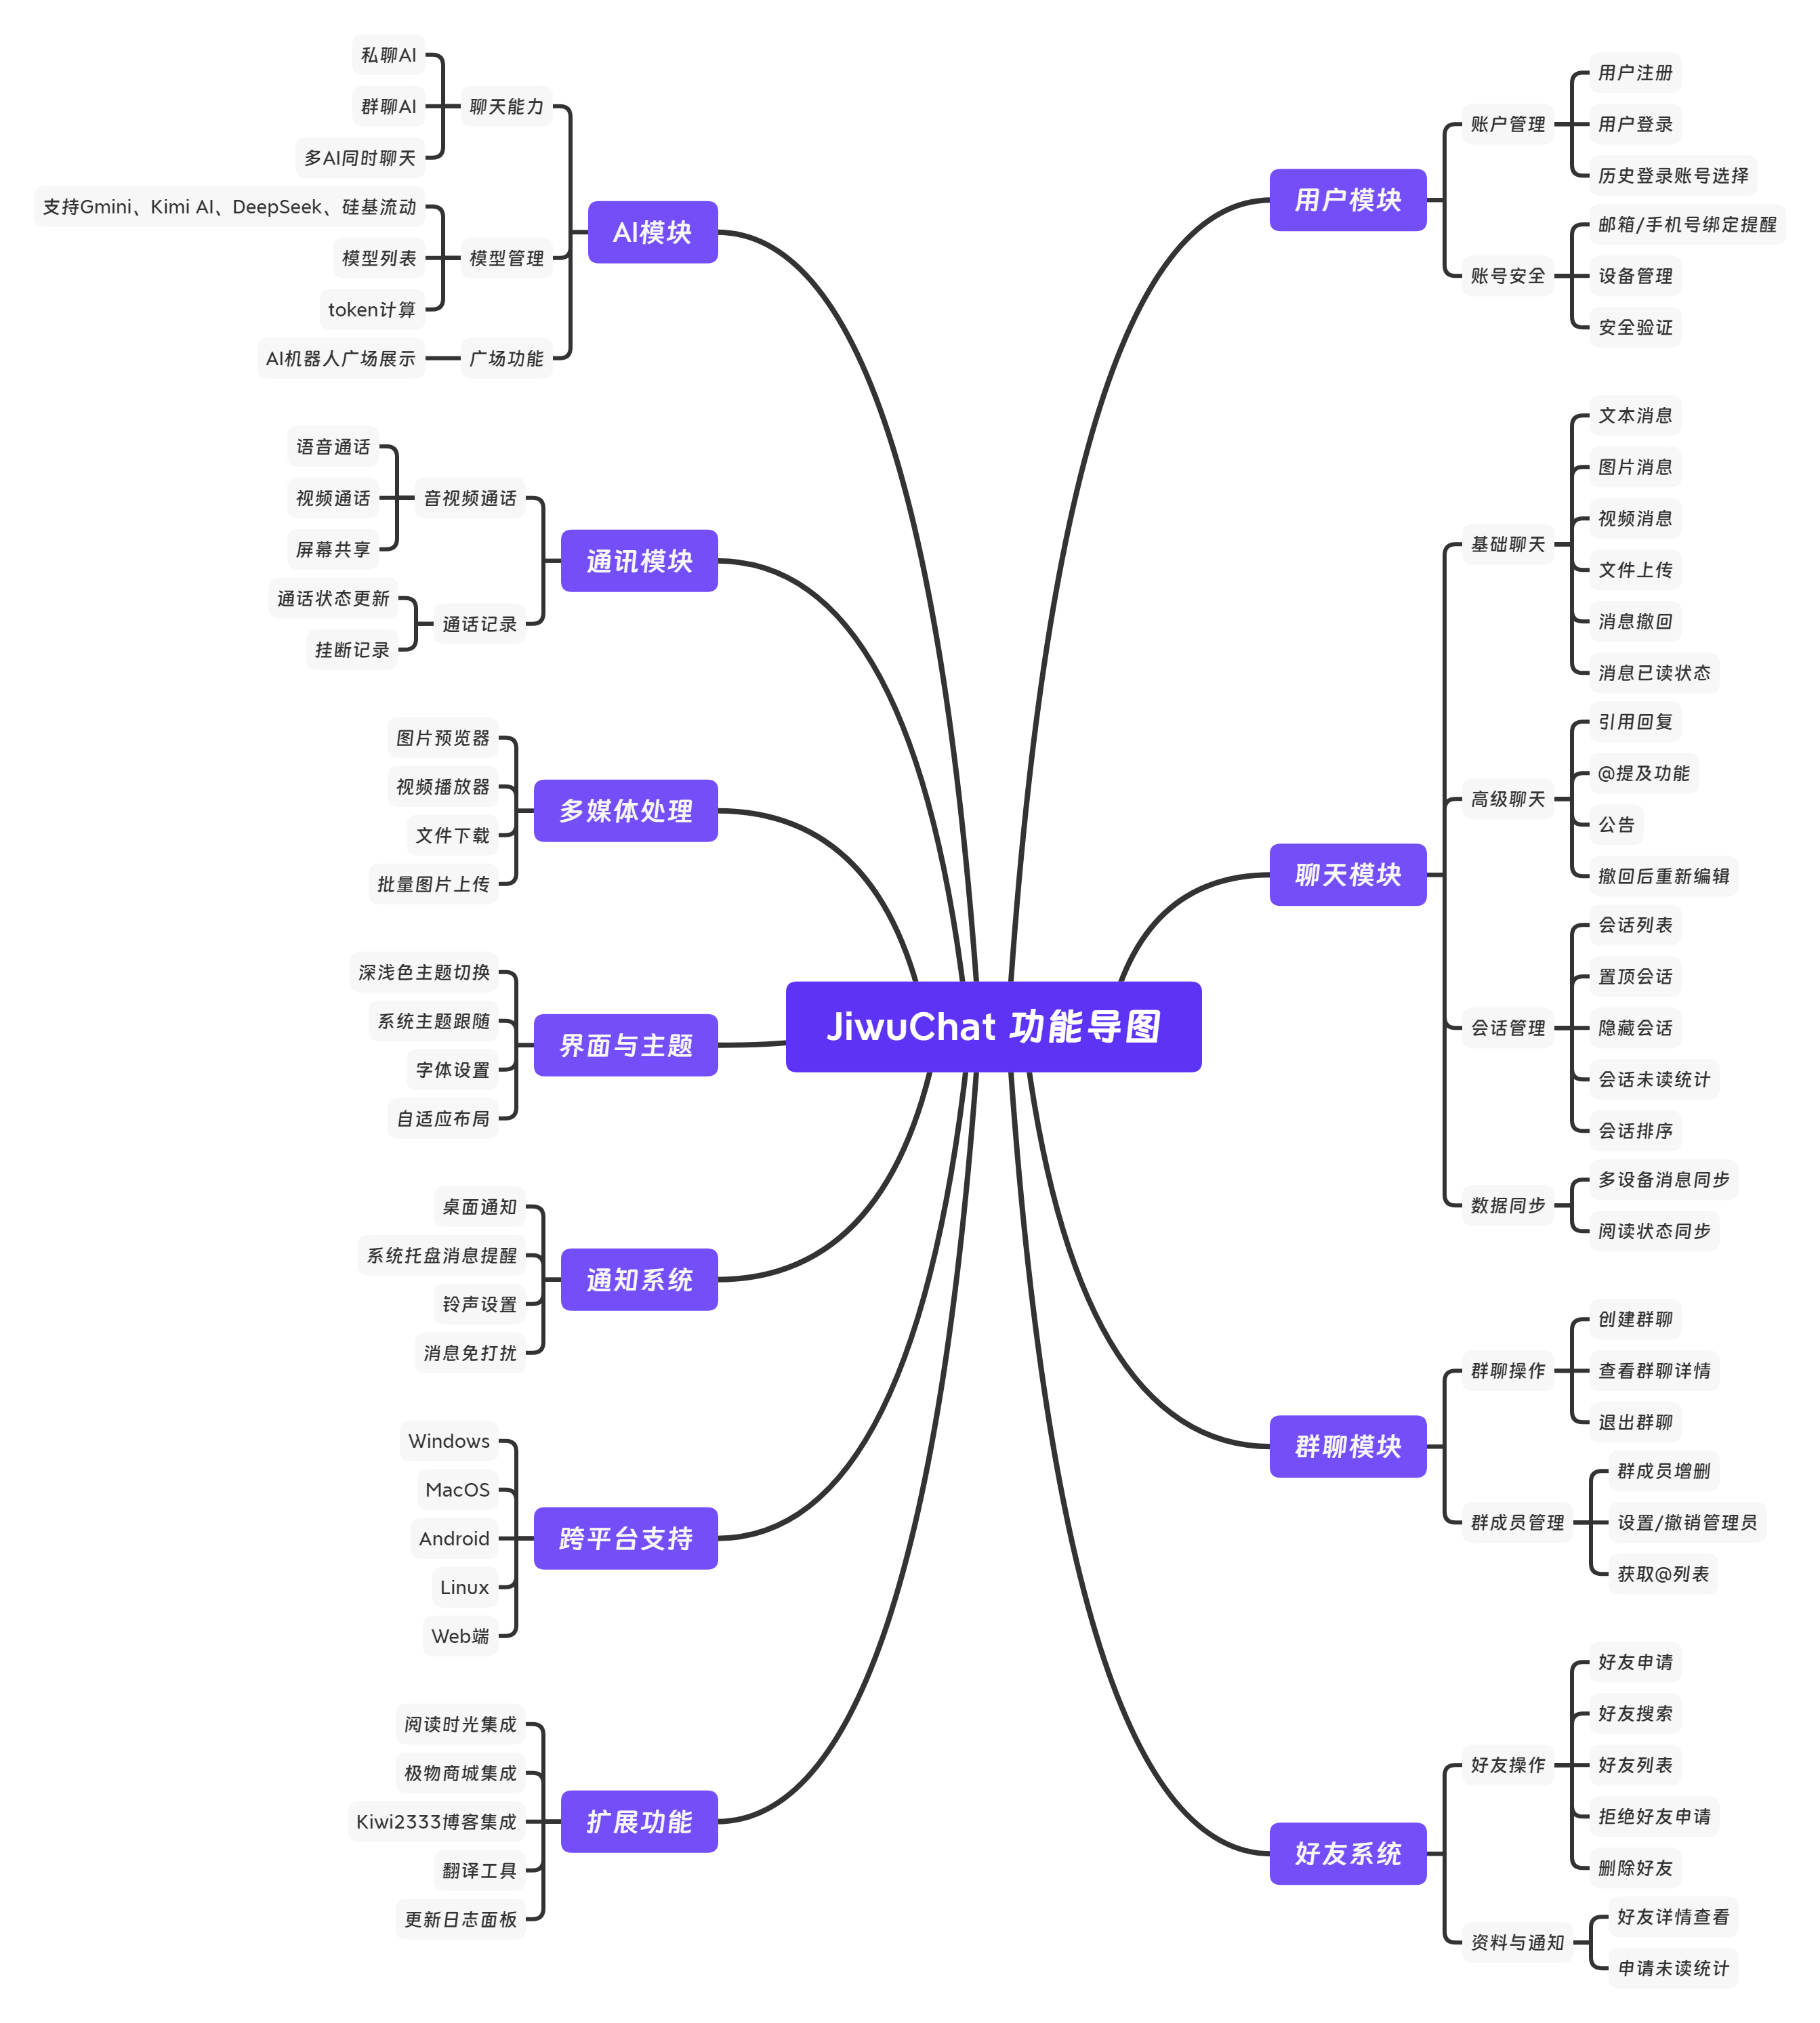 JiwuChat 功能导图
用户模块
账户管理
用户注册
用户登录
历史登录账号选择
账号安全
邮箱/手机号绑定提醒
设备管理
安全验证
聊天模块
基础聊天
文本消息
图片消息
视频消息
文件上传
消息撤回
消息已读状态
高级聊天
引用回复
@提及功能
公告
撤回后重新编辑
会话管理
会话列表
置顶会话
隐藏会话
会话未读统计
会话排序
数据同步
多设备消息同步
阅读状态同步
群聊模块
群聊操作
创建群聊
查看群聊详情
退出群聊
群成员管理
群成员增删
设置/撤销管理员
获取@列表
好友系统
好友操作
好友申请
好友搜索
好友列表
拒绝好友申请
删除好友
资料与通知
好友详情查看
申请未读统计
AI模块
聊天能力
私聊AI
群聊AI
多AI同时聊天
模型管理
支持Gmini、Kimi AI、DeepSeek、硅基流动
模型列表
token计算
广场功能
AI机器人广场展示
通讯模块
音视频通话
语音通话
视频通话
屏幕共享
通话记录
通话状态更新
挂断记录
多媒体处理
图片预览器
视频播放器
文件下载
批量图片上传
界面与主题
深浅色主题切换
系统主题跟随
字体设置
自适应布局
通知系统
桌面通知
系统托盘消息提醒
铃声设置
消息免打扰
跨平台支持
Windows
MacOS
Android
Linux
Web端
扩展功能
阅读时光集成
极物商城集成
Kiwi2333博客集成
翻译工具
更新日志面板